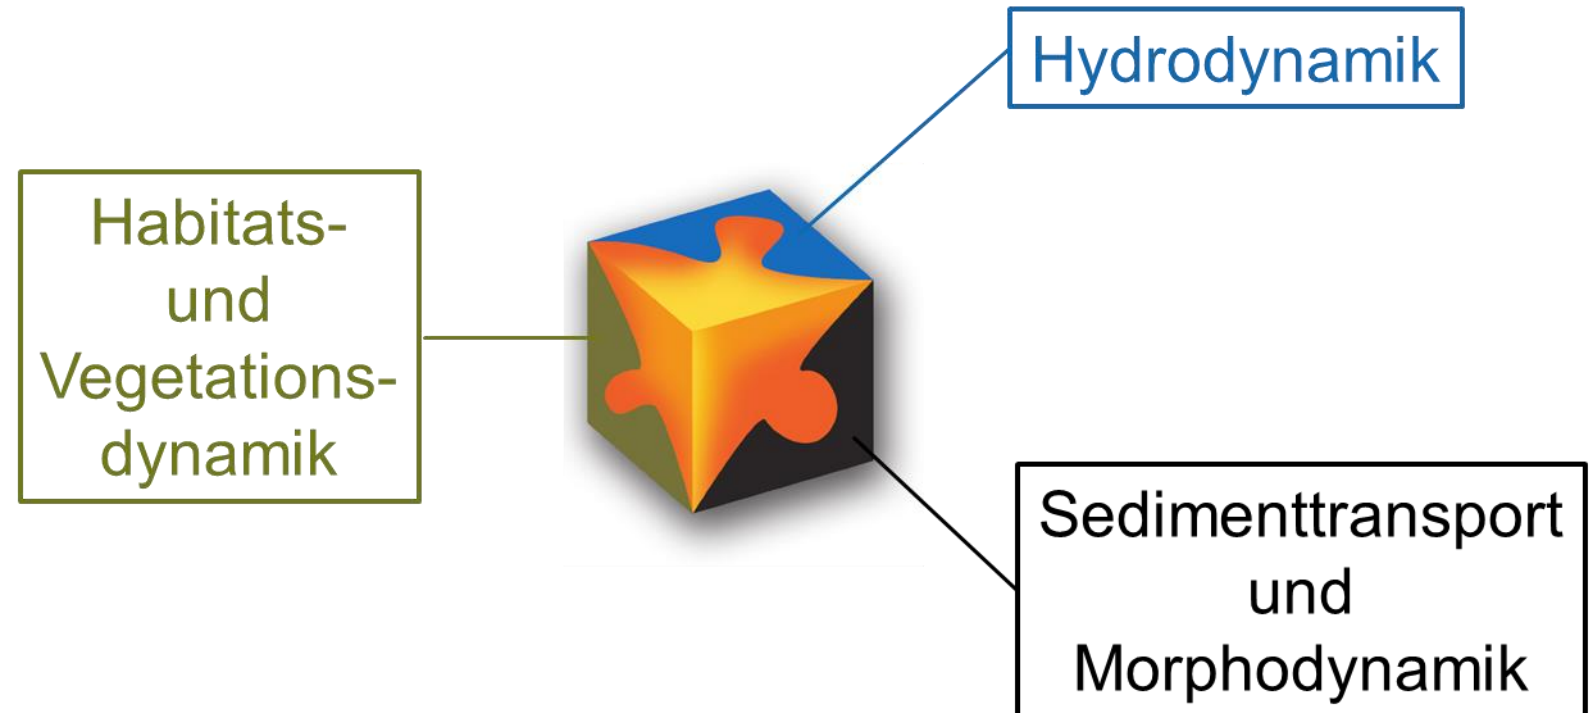 Hydrodynamik
Habitats-
und
Vegetations-
dynamik
Sedimenttransport
und
Morphodynamik